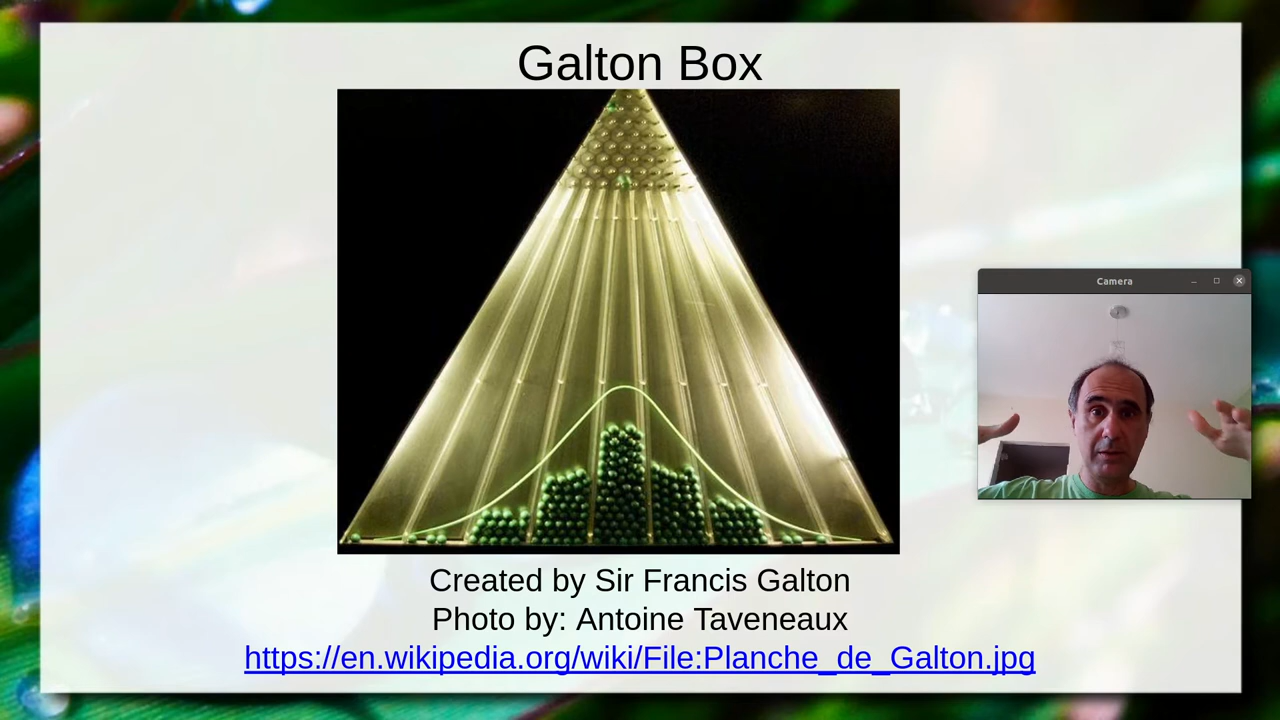 Galton Box
Camera
Created by Sir Francis Galton
Photo by: Antoine Taveneaux
https://en.wikipedia.org/wiki/File:Planche_de_Galton.jpg